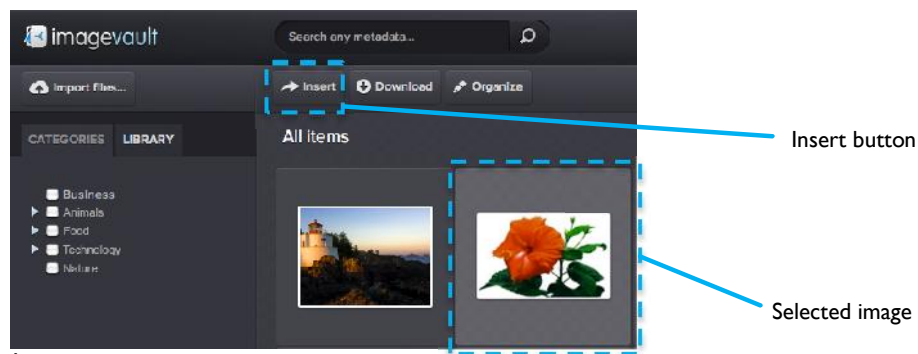 imagevault
Search any metadata...
Import files...
Insert
Download
Organize
Insert button
CATEGORIES
LIBRARY
All items
Business
Animals
Food
Technology
Nature
Selected image